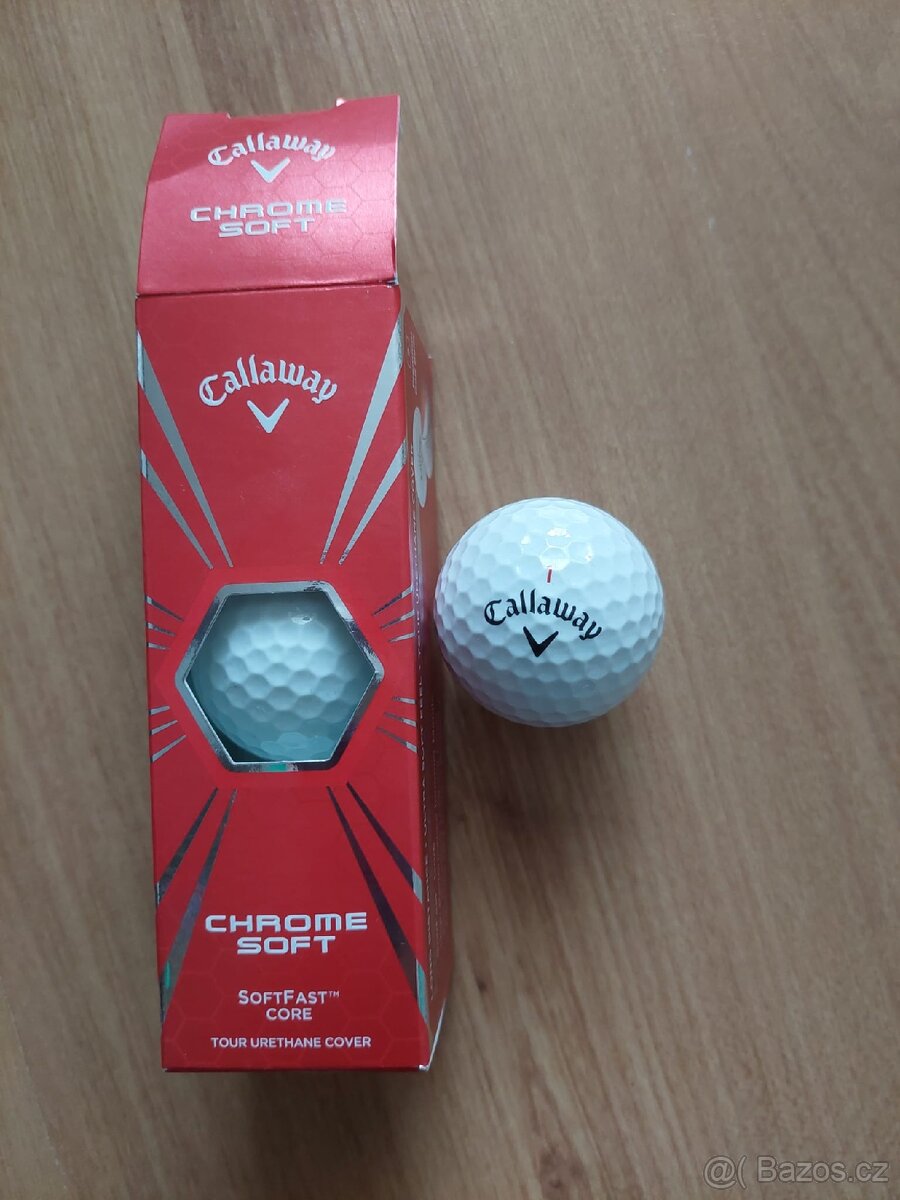 Callaway
CHROME
SOFT
Callaway
CHROME
SOFT
SOFTFAST™
CORE
TOUR URETHANE COVER
Callaway
@( Bazos.cz